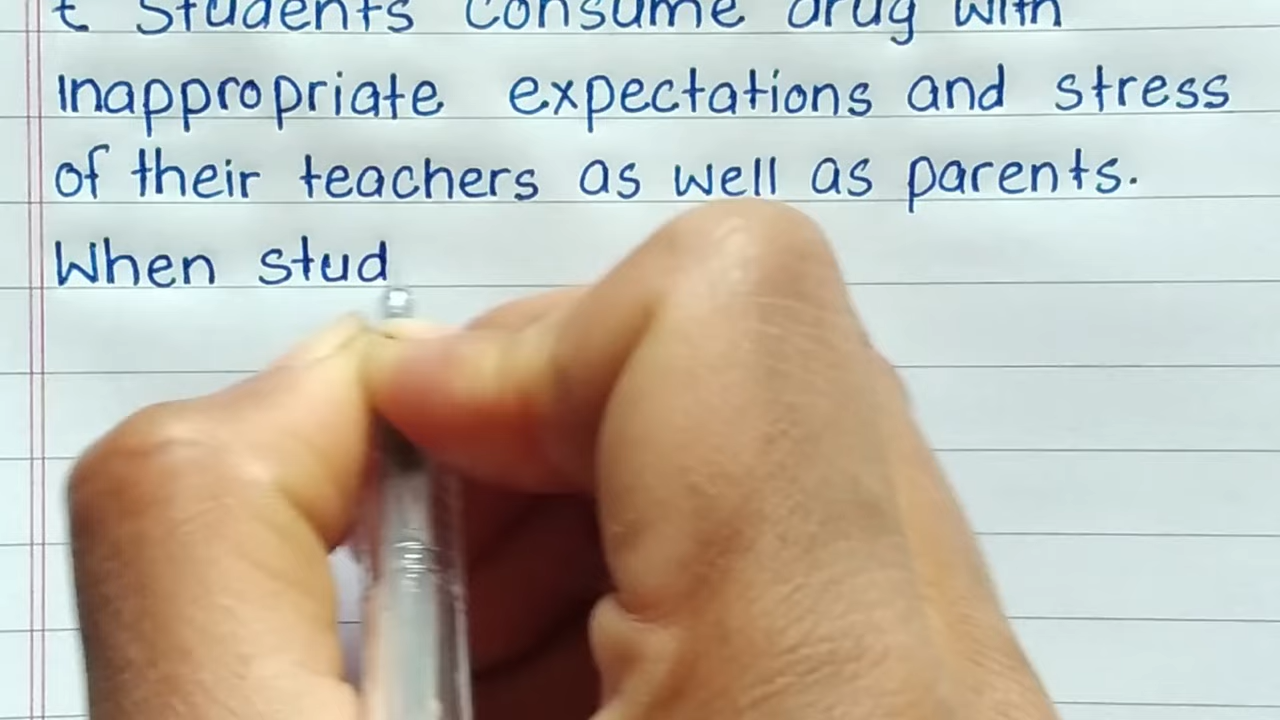 t Students Consume drug with
Inappropriate expectations and stress
of their teachers as well as parents.
When stud